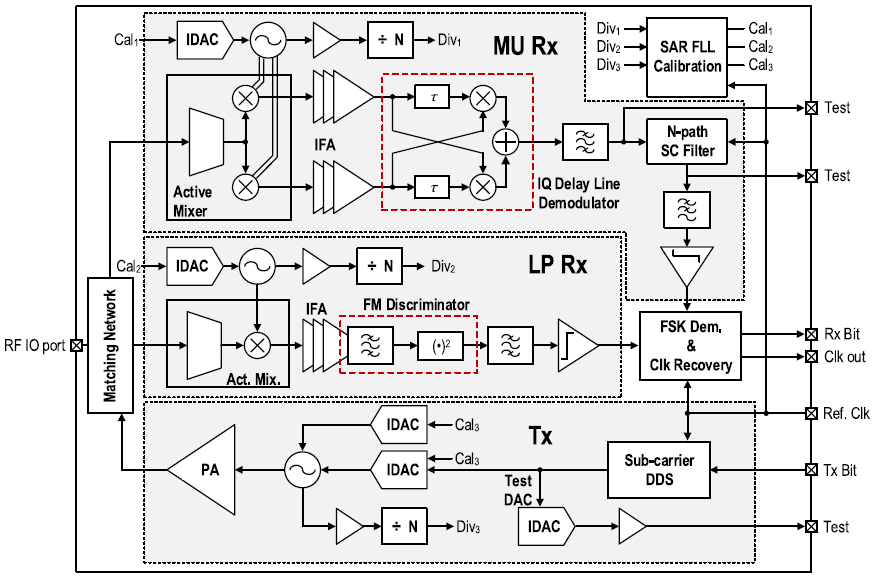 Cal1
IDAC
÷ N
Div1
MU Rx
Div1
Div2
Div3
SAR FLL
Calibration
Cal1
Cal2
Cal3
Active
Mixer
IFA
τ
τ
IQ Delay Line
Demodulator
N-path
SC Filter
Test
Test
Cal2
IDAC
÷ N
Div2
LP Rx
RF IO port
Matching Network
Act. Mix.
IFA
FM Discriminator
(•)²
FSK Dem.
&
Clk Recovery
Rx Bit
Clk out
Ref. Clk
Tx
PA
IDAC
Cal3
IDAC
Cal3
÷ N
Div3
Test
DAC
IDAC
Sub-carrier
DDS
Tx Bit
Test